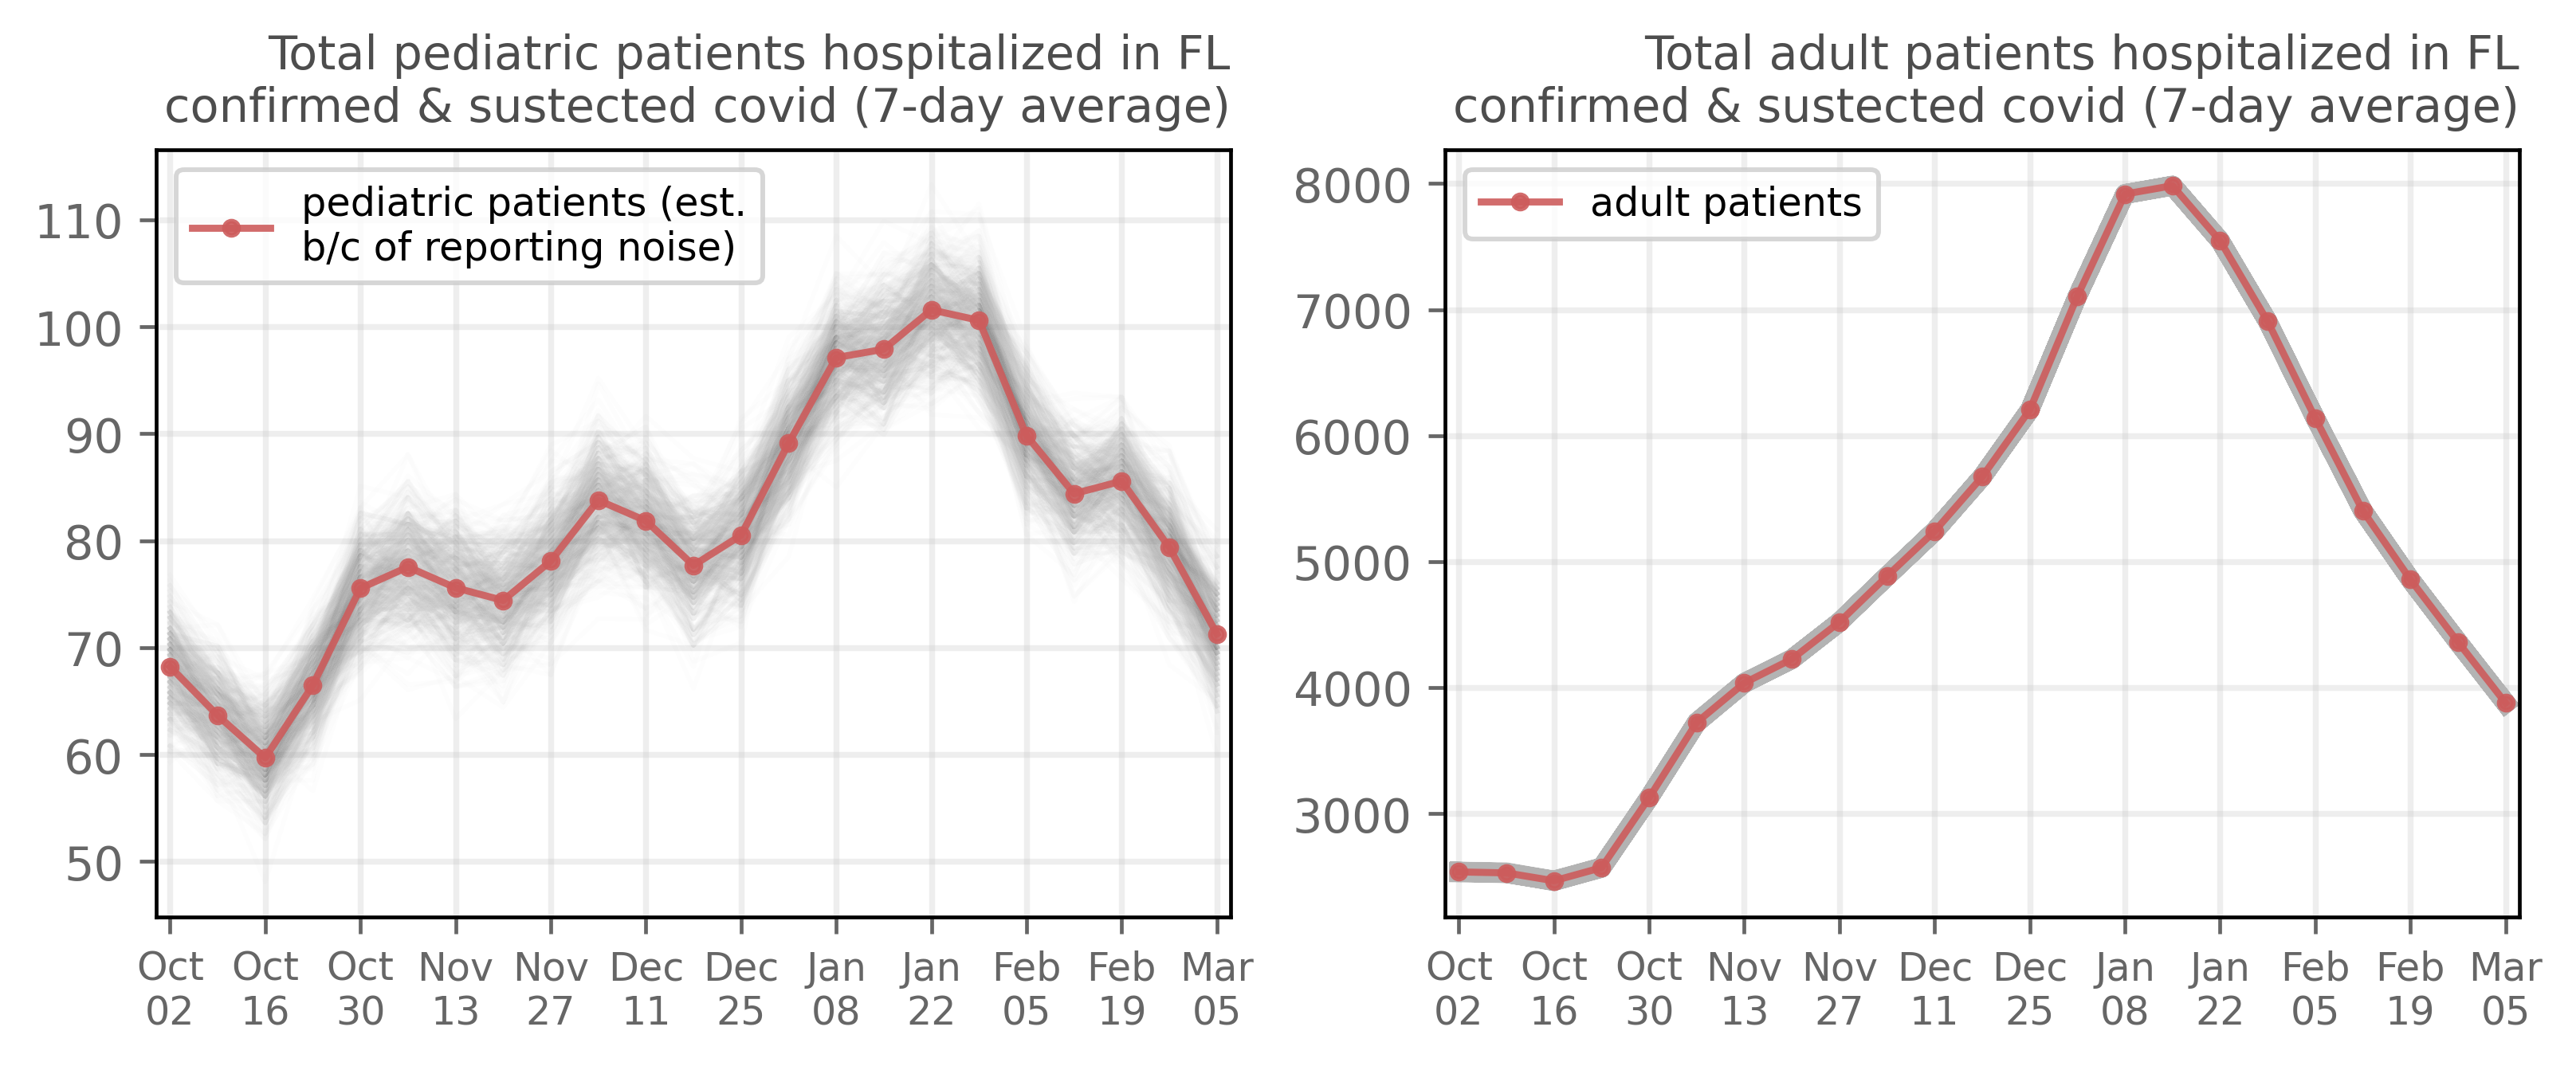 Total pediatric patients hospitalized in FL
confirmed & sustected covid (7-day average)
pediatric patients (est.
b/c of reporting noise)
110
100
90
80
70
60
50
Oct Oct Oct Nov Nov Dec Dec Jan Jan Feb Feb Mar
02 16 30 13 27 11 25 08 22 05 19 05
Total adult patients hospitalized in FL
confirmed & sustected covid (7-day average)
adult patients
8000
7000
6000
5000
4000
3000
Oct Oct Oct Nov Nov Dec Dec Jan Jan Feb Feb Mar
02 16 30 13 27 11 25 08 22 05 19 05